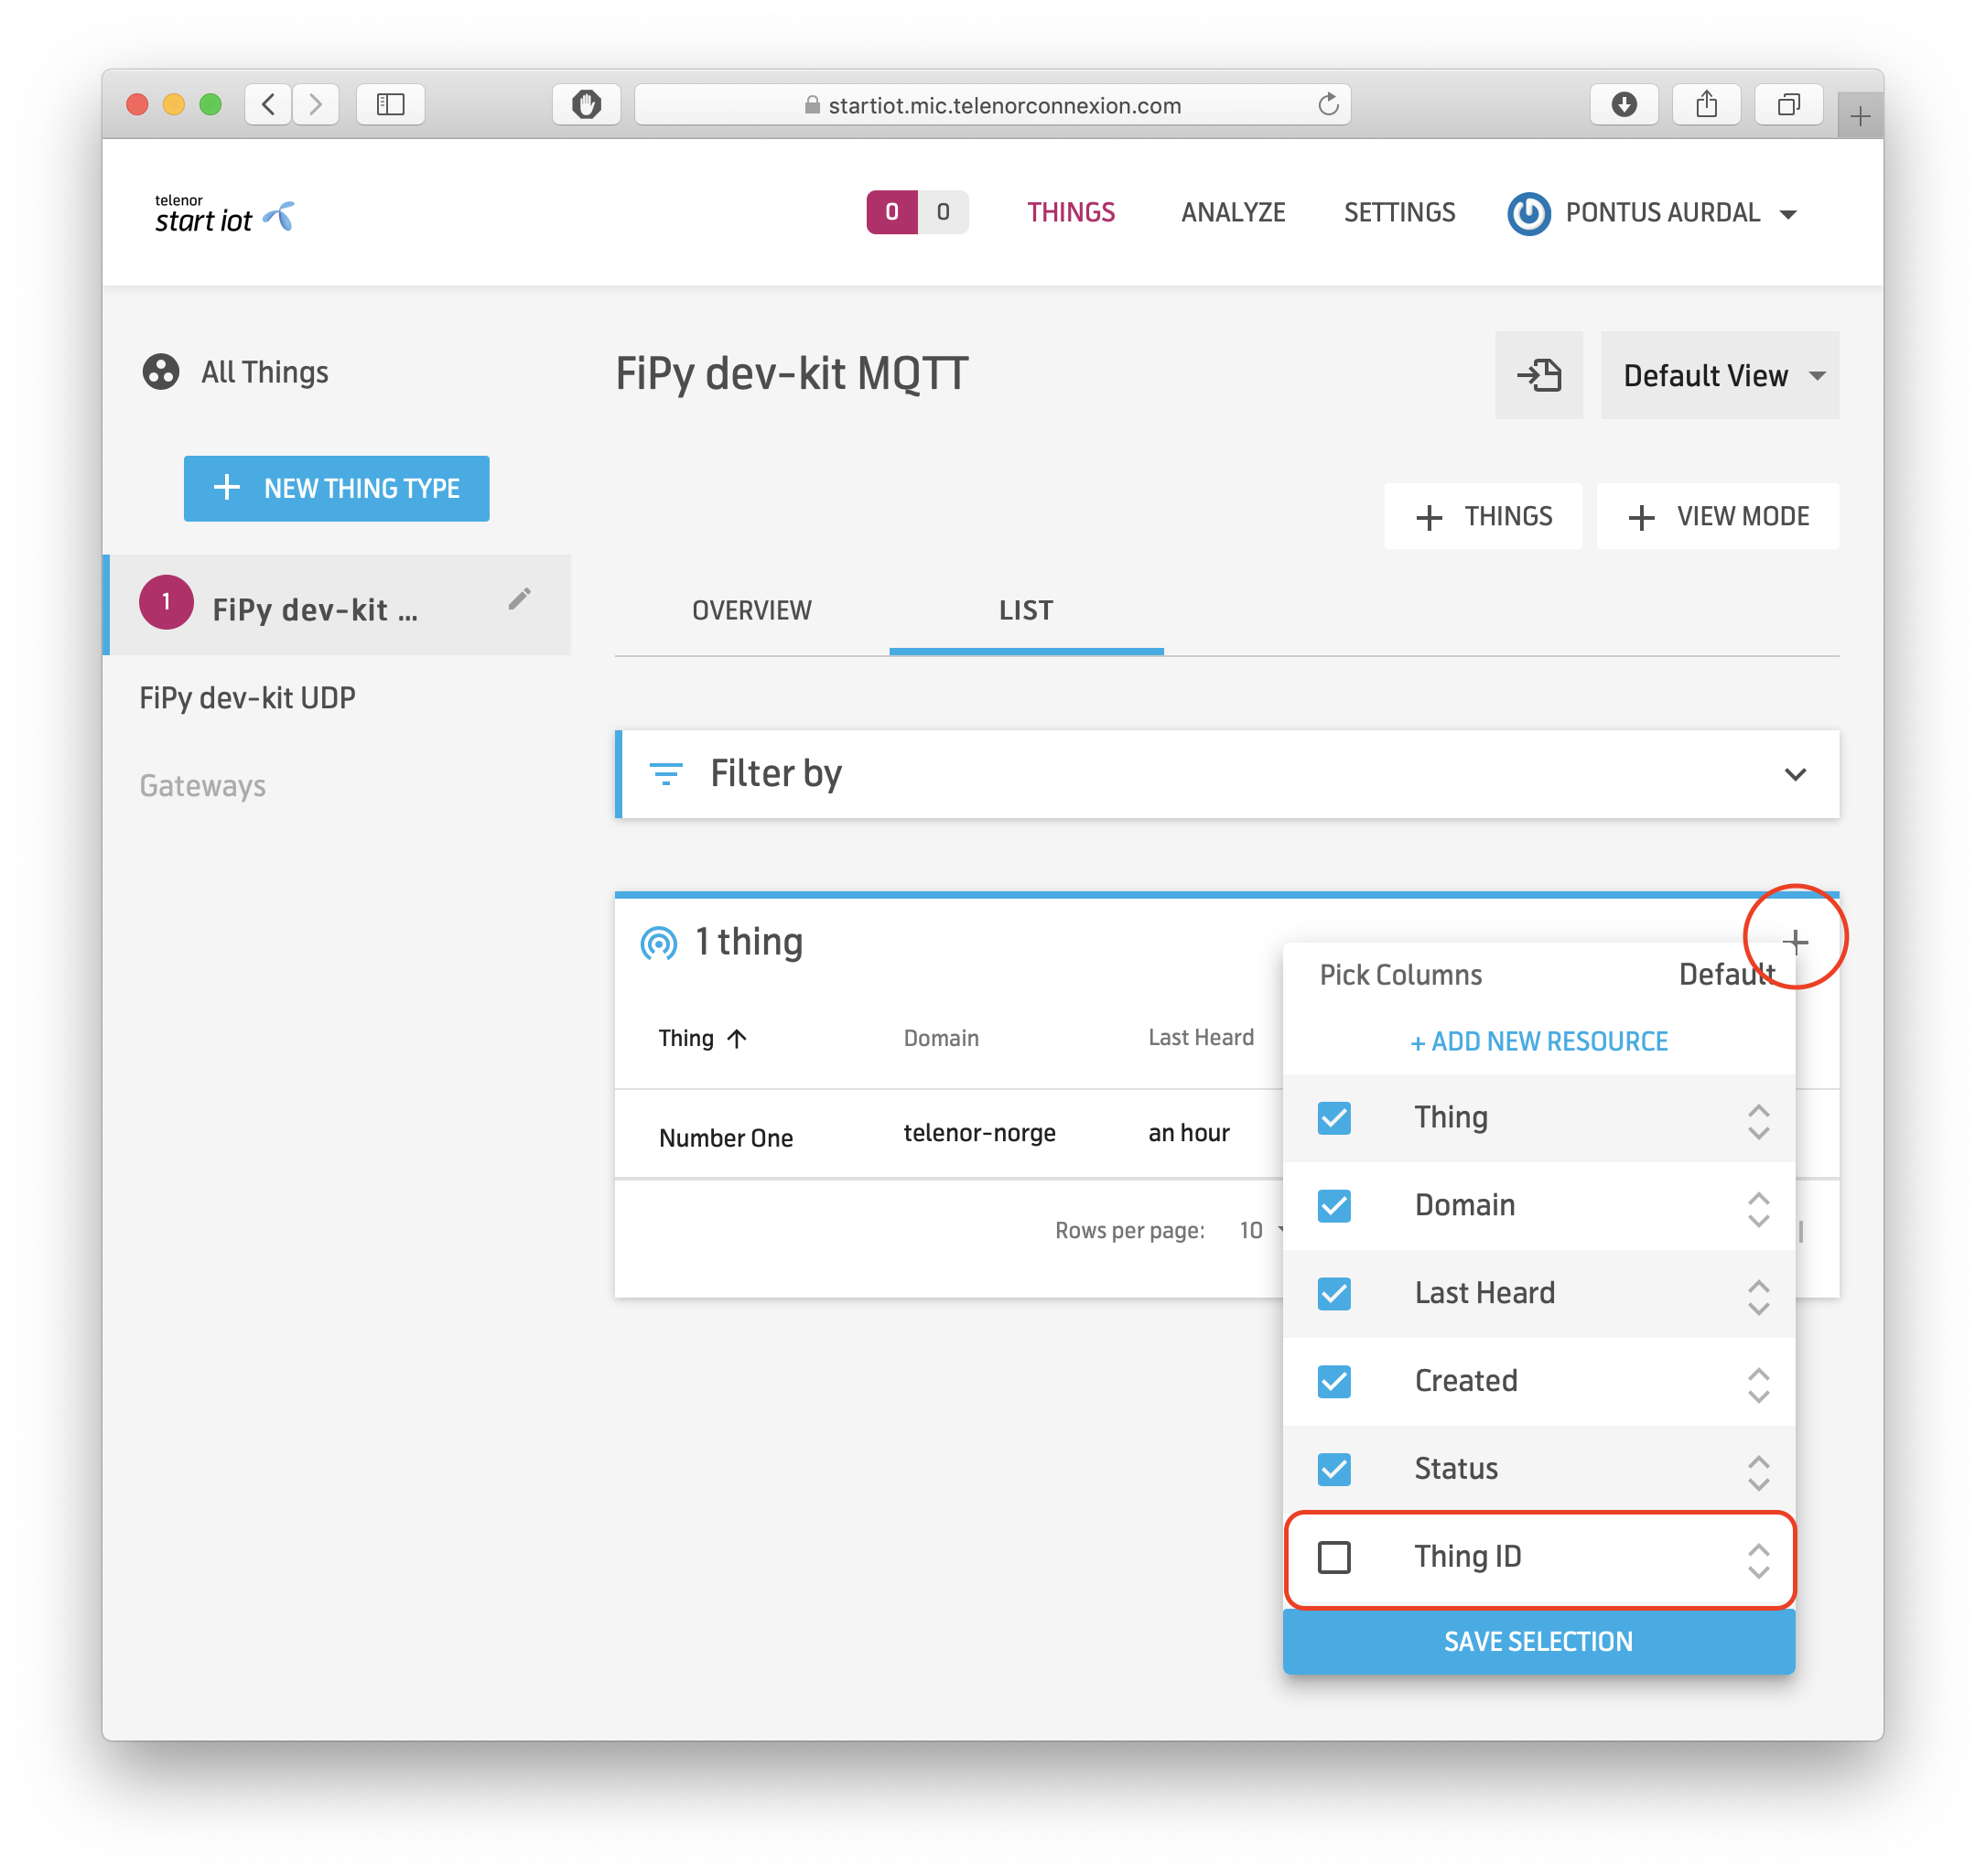 startiot.mic.telenorconnexion.com
telenor
start iot
0 0 THINGS ANALYZE SETTINGS PONTUS AURDAL
All Things
FiPy dev-kit MQTT
Default View
+ NEW THING TYPE
+ THINGS
+ VIEW MODE
1 FiPy dev-kit ...
OVERVIEW LIST
FiPy dev-kit UDP
Gateways
Filter by
1 thing
Pick Columns Default
+ ADD NEW RESOURCE
Thing Domain Last Heard
Number One telenor-norge an hour
Rows per page: 10
Thing
Domain
Last Heard
Created
Status
Thing ID
SAVE SELECTION